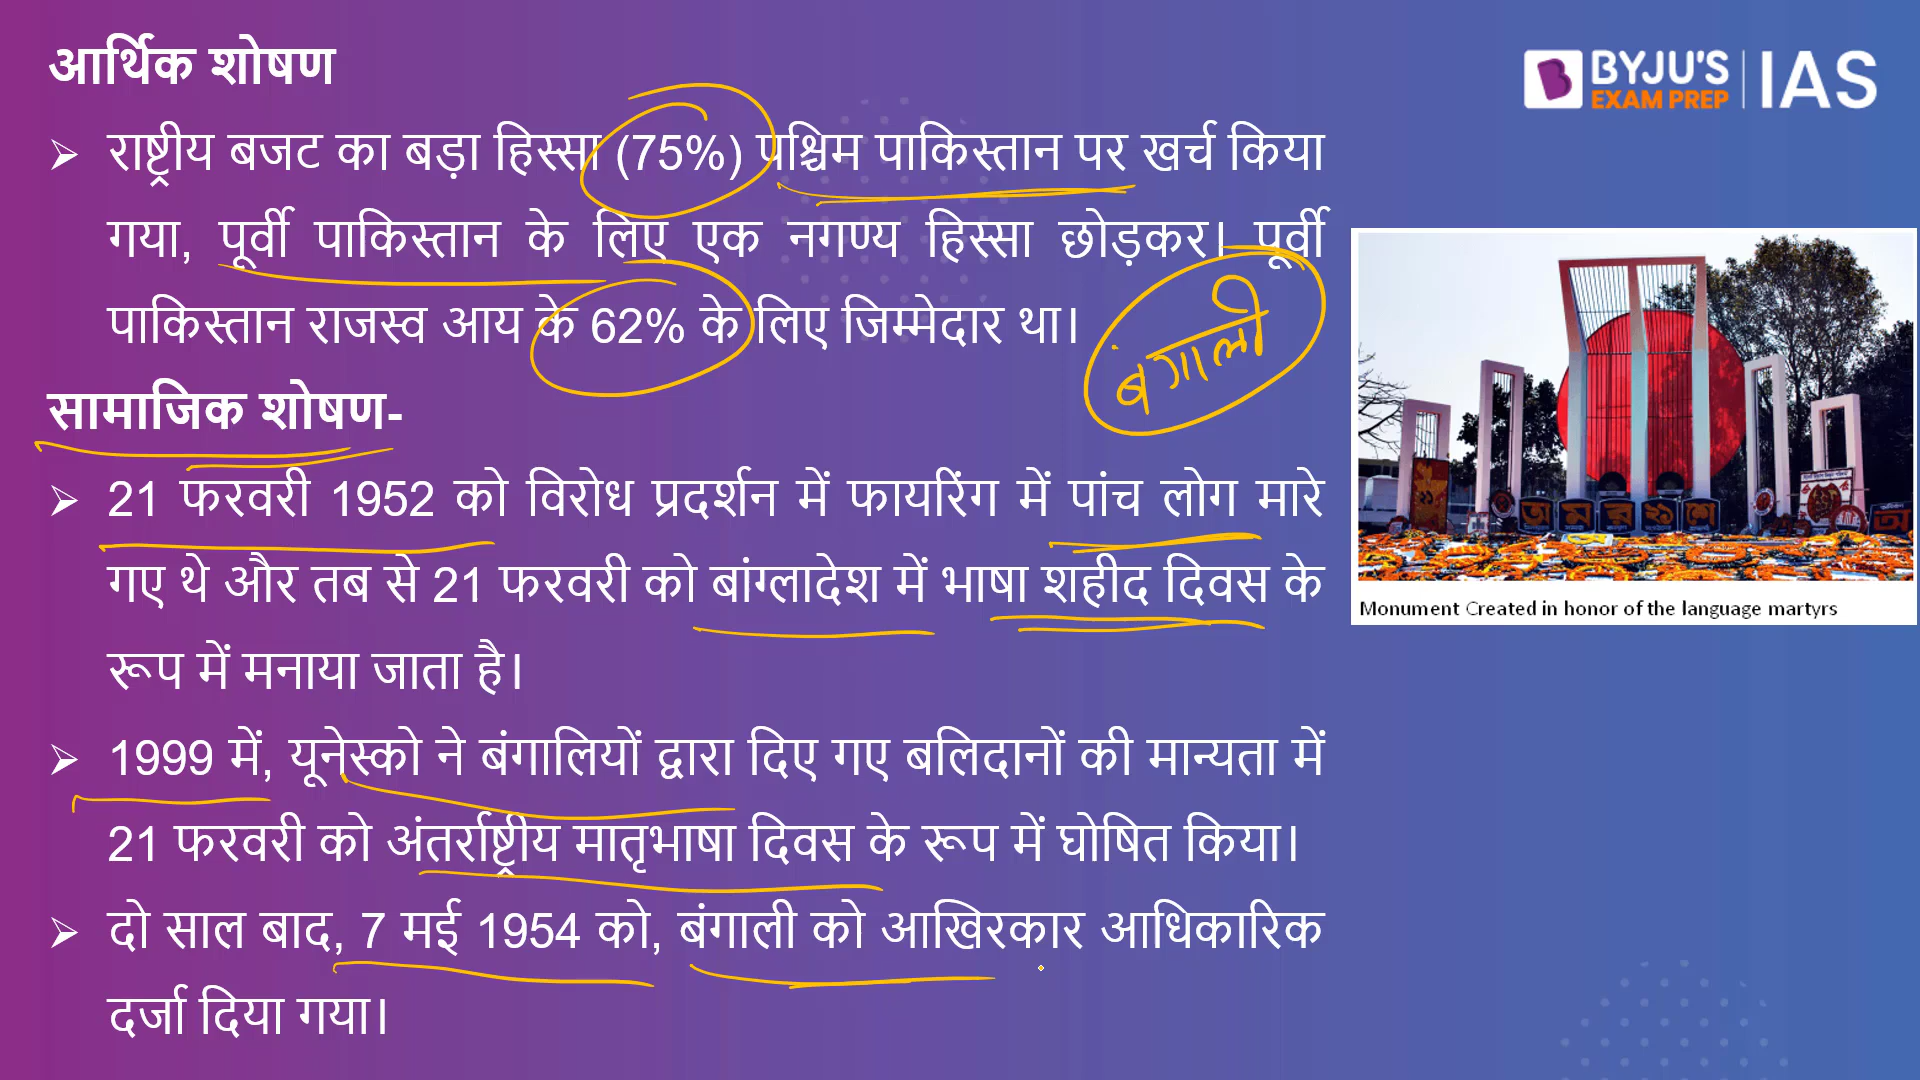 आर्थिक शोषण
BYJU'S
EXAM PREP
IAS
➢ राष्ट्रीय बजट का बड़ा हिस्सा (75%) पश्चिम पाकिस्तान पर खर्च किया
गया, पूर्वी पाकिस्तान के लिए एक नगण्य हिस्सा छोड़कर। पूर्वी
पाकिस्तान राजस्व आय के 62% के लिए जिम्मेदार था।
बंगाली
सामाजिक शोषण-
➢ 21 फरवरी 1952 को विरोध प्रदर्शन में फायरिंग में पांच लोग मारे
गए थे और तब से 21 फरवरी को बांग्लादेश में भाषा शहीद दिवस के
रूप में मनाया जाता है।
➢ 1999 में, यूनेस्को ने बंगालियों द्वारा दिए गए बलिदानों की मान्यता में
21 फरवरी को अंतर्राष्ट्रीय मातृभाषा दिवस के रूप में घोषित किया।
➢ दो साल बाद, 7 मई 1954 को, बंगाली को आखिरकार आधिकारिक
दर्जा दिया गया।
Monument Created in honor of the language martyrs